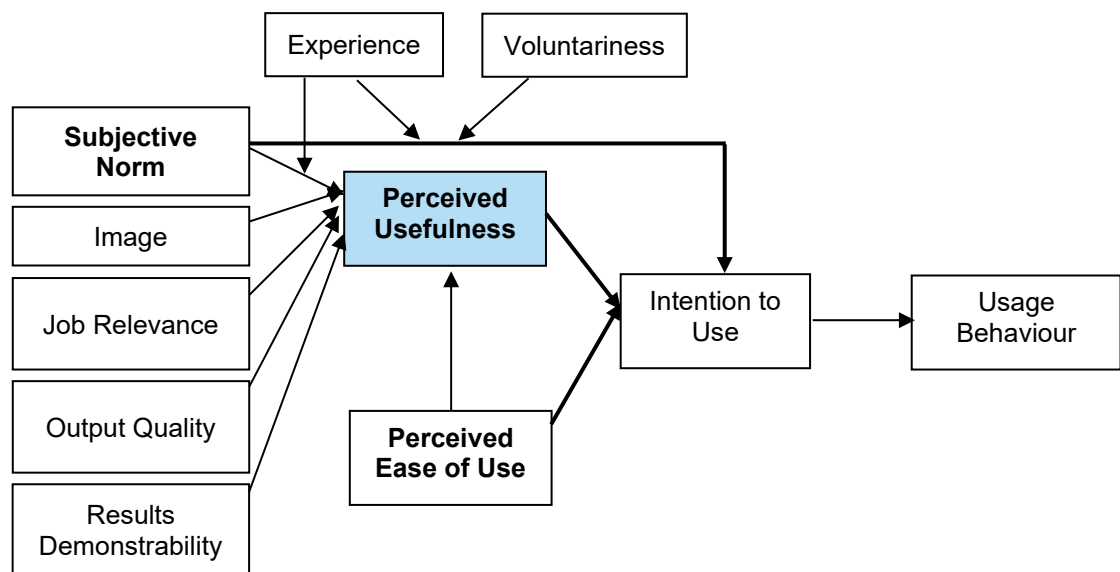 Experience
Voluntariness
Subjective
Norm
Perceived
Usefulness
Image
Job Relevance
Intention to
Use
Usage
Behaviour
Output Quality
Perceived
Ease of Use
Results
Demonstrability